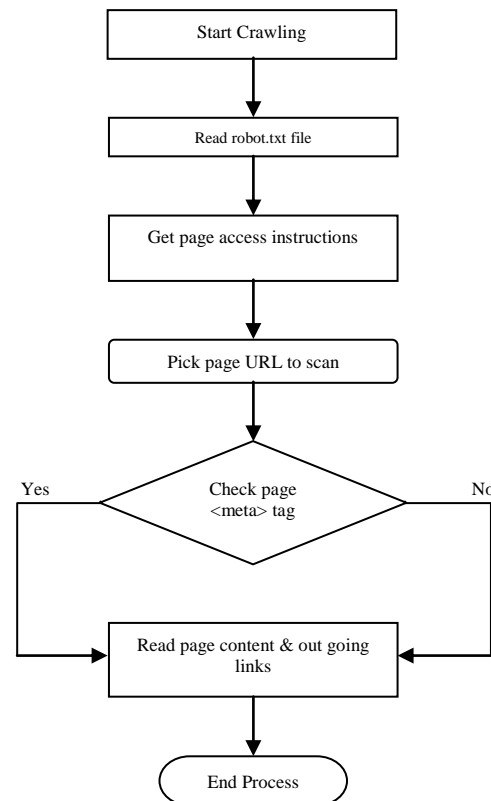 Start Crawling
Read robot.txt file
Get page access instructions
Pick page URL to scan
Yes
No
Check page
<meta> tag
Read page content & out going
links
End Process